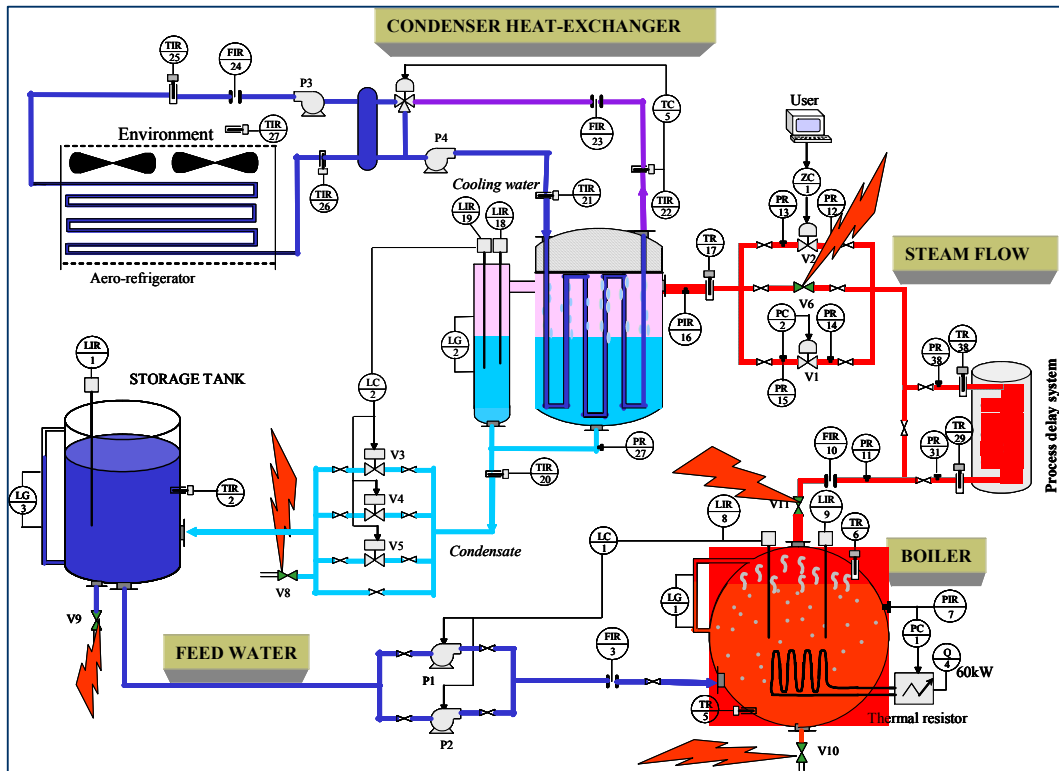 CONDENSER HEAT-EXCHANGER
TIR
25
FIR
24
P3
TC
5
User
Environment
TIR
27
P4
FIR
23
ZC
1
TIR
26
Cooling water
TIR
21
TIR
22
PR
13
PR
12
LIR
19
LIR
18
TR
17
V2
STEAM FLOW
Aero-refrigerator
PIR
16
V6
PC
2
PR
14
LG
2
LIR
1
PR
38
TR
38
V1
STORAGE TANK
LC
2
PR
15
Process delay system
PR
27
FIR
10
PR
11
PR
31
TR
29
V3
TIR
20
LG
3
TIR
2
V4
V11
LIR
8
LIR
9
TR
6
V5
Condensate
LC
1
BOILER
V8
LG
1
PIR
7
V9
PC
1
FEED WATER
FIR
3
Q
4
60kW
P1
TR
5
Thermal resistor
P2
V10